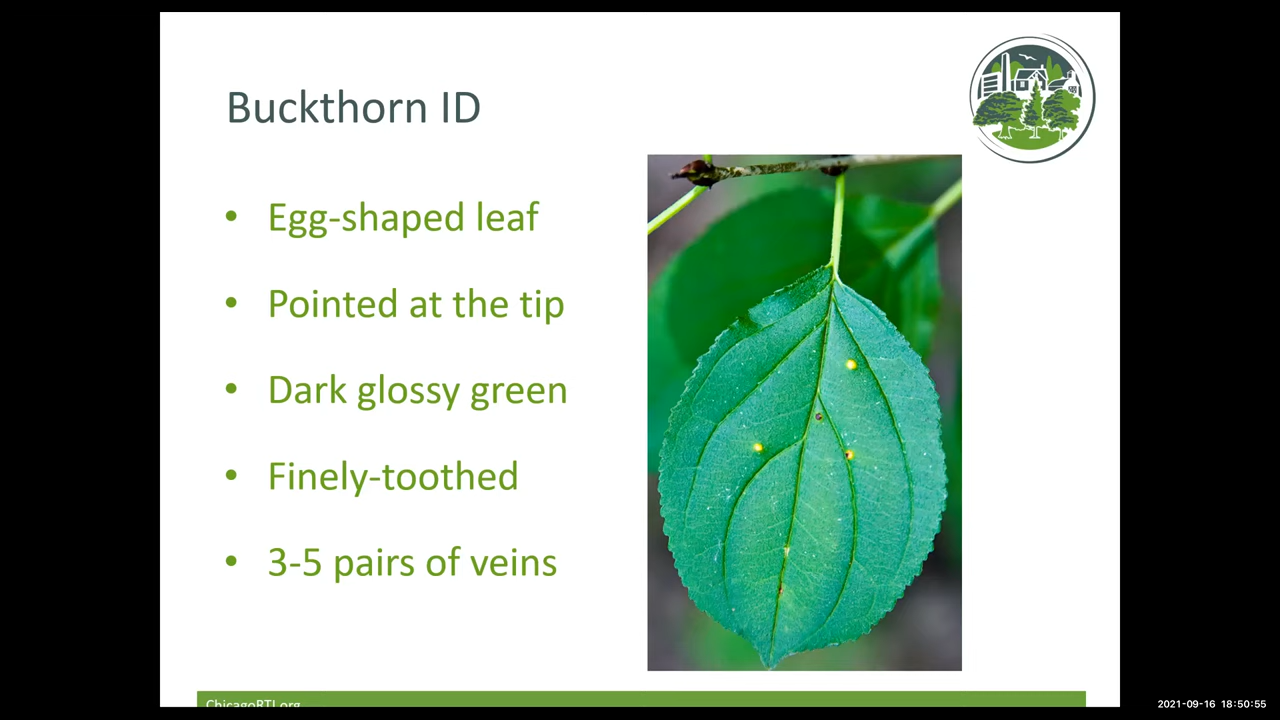 Buckthorn ID
• Egg-shaped leaf
• Pointed at the tip
• Dark glossy green
• Finely-toothed
• 3-5 pairs of veins
ChicagoRTI.org
2021-09-16 18:50:55